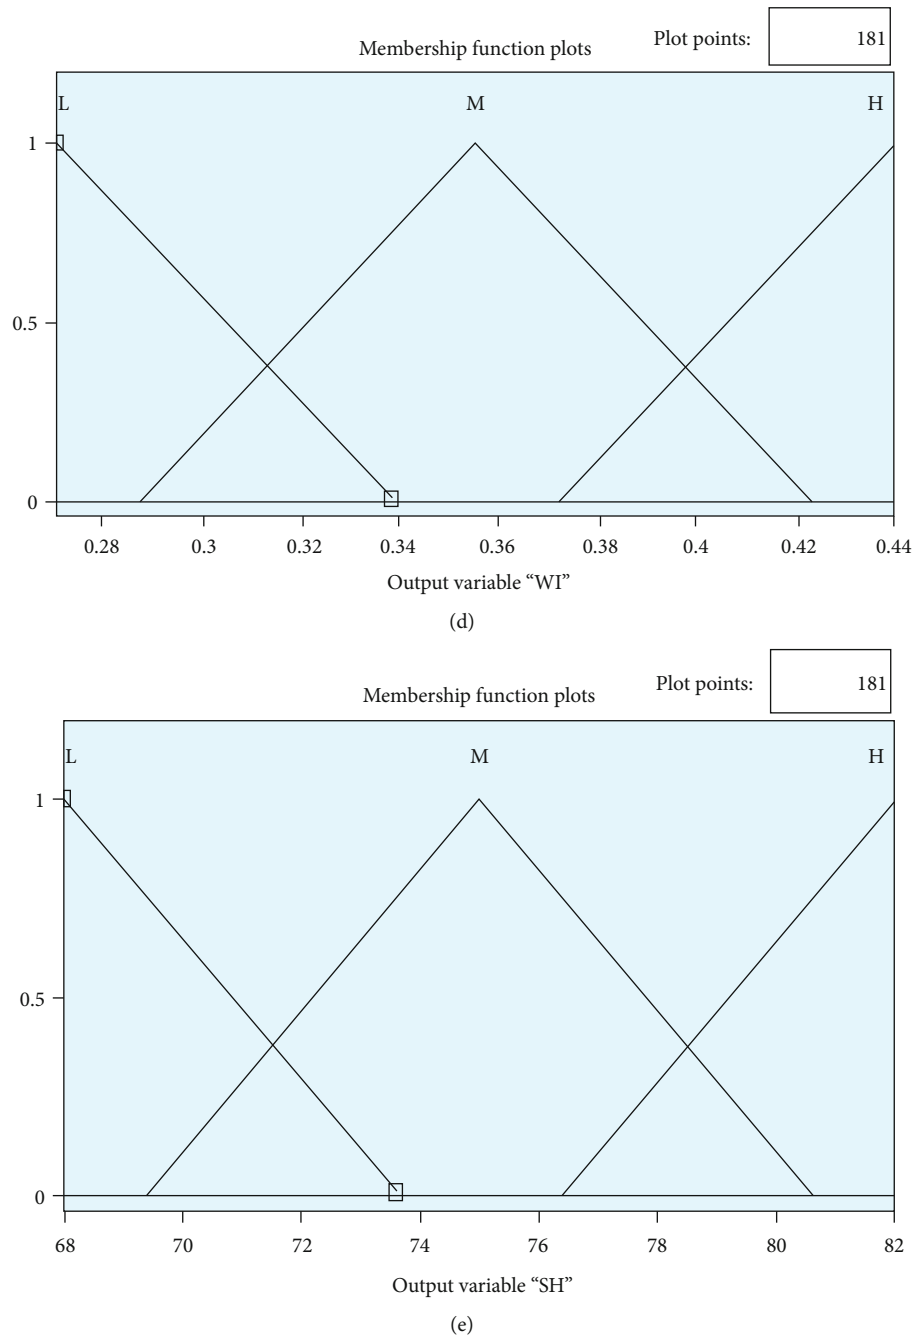 Membership function plots
Plot points: 181
L M H
1
0.5
0
0.28 0.3 0.32 0.34 0.36 0.38 0.4 0.42 0.44
Output variable “WI”
(d)
Membership function plots
Plot points: 181
L M H
1
0.5
0
68 70 72 74 76 78 80 82
Output variable “SH”
(e)